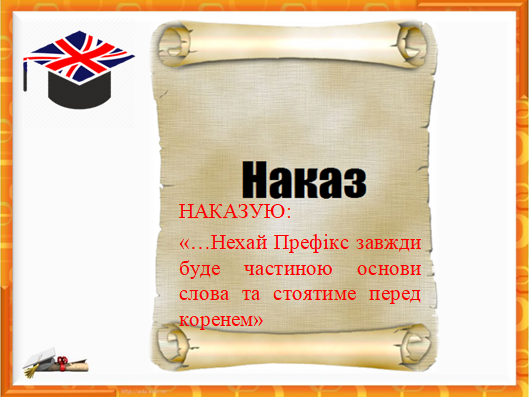 Наказ
НАКАЗУЮ:
«…Нехай Префікс завжди
буде частиною основи
слова та стоятиме перед
коренем»